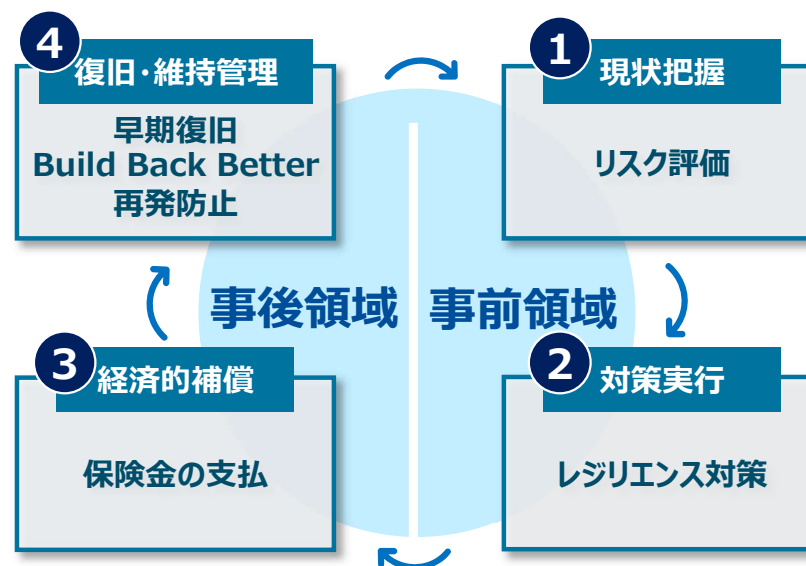 4
復旧・維持管理
早期復旧
Build Back Better
再発防止
1
現状把握
リスク評価
事後領域
事前領域
3
経済的補償
保険金の支払
2
対策実行
レジリエンス対策